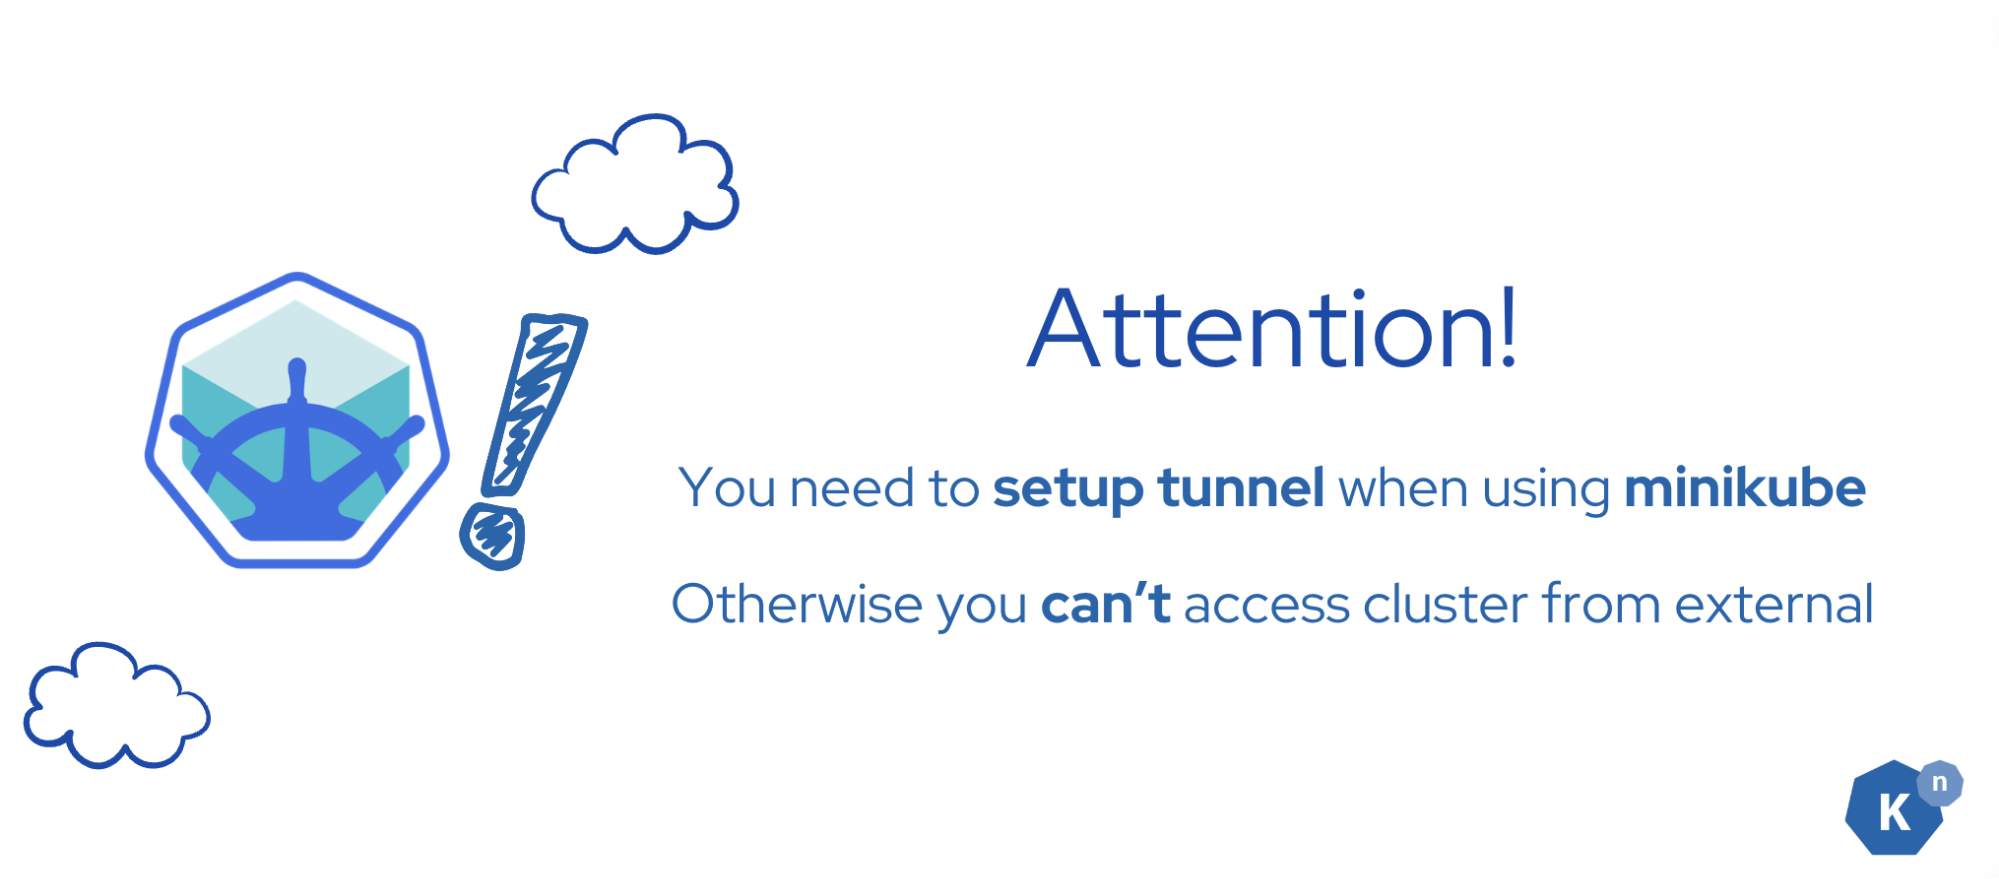 Attention!
You need to setup tunnel when using minikube
Otherwise you can’t access cluster from external
K n